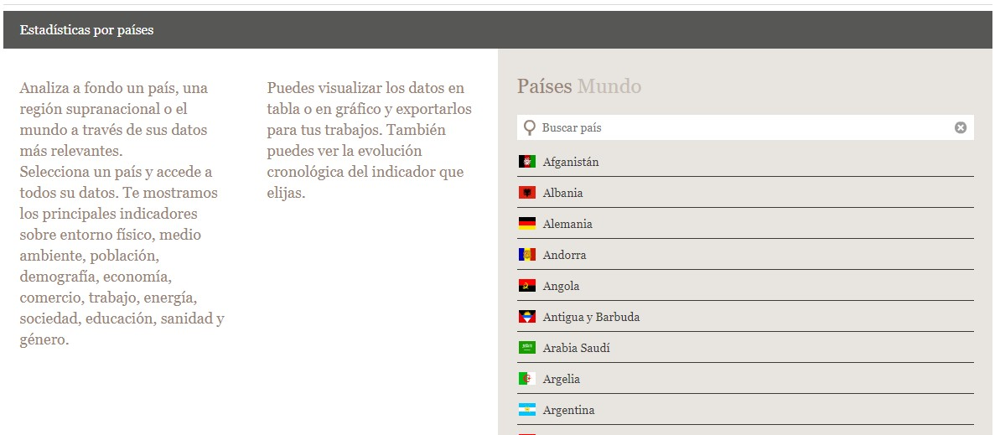 Estadísticas por países
Analiza a fondo un país, una
región supranacional o el
mundo a través de sus datos
más relevantes.
Selecciona un país y accede a
todos su datos. Te mostramos
los principales indicadores
sobre entorno físico, medio
ambiente, población,
demografía, economía,
comercio, trabajo, energía,
sociedad, educación, sanidad y
género.
Puedes visualizar los datos en
tabla o en gráfico y exportarlos
para tus trabajos. También
puedes ver la evolución
cronológica del indicador que
elijas.
Países Mundo
Buscar país
Afganistán
Albania
Alemania
Andorra
Angola
Antigua y Barbuda
Arabia Saudí
Argelia
Argentina